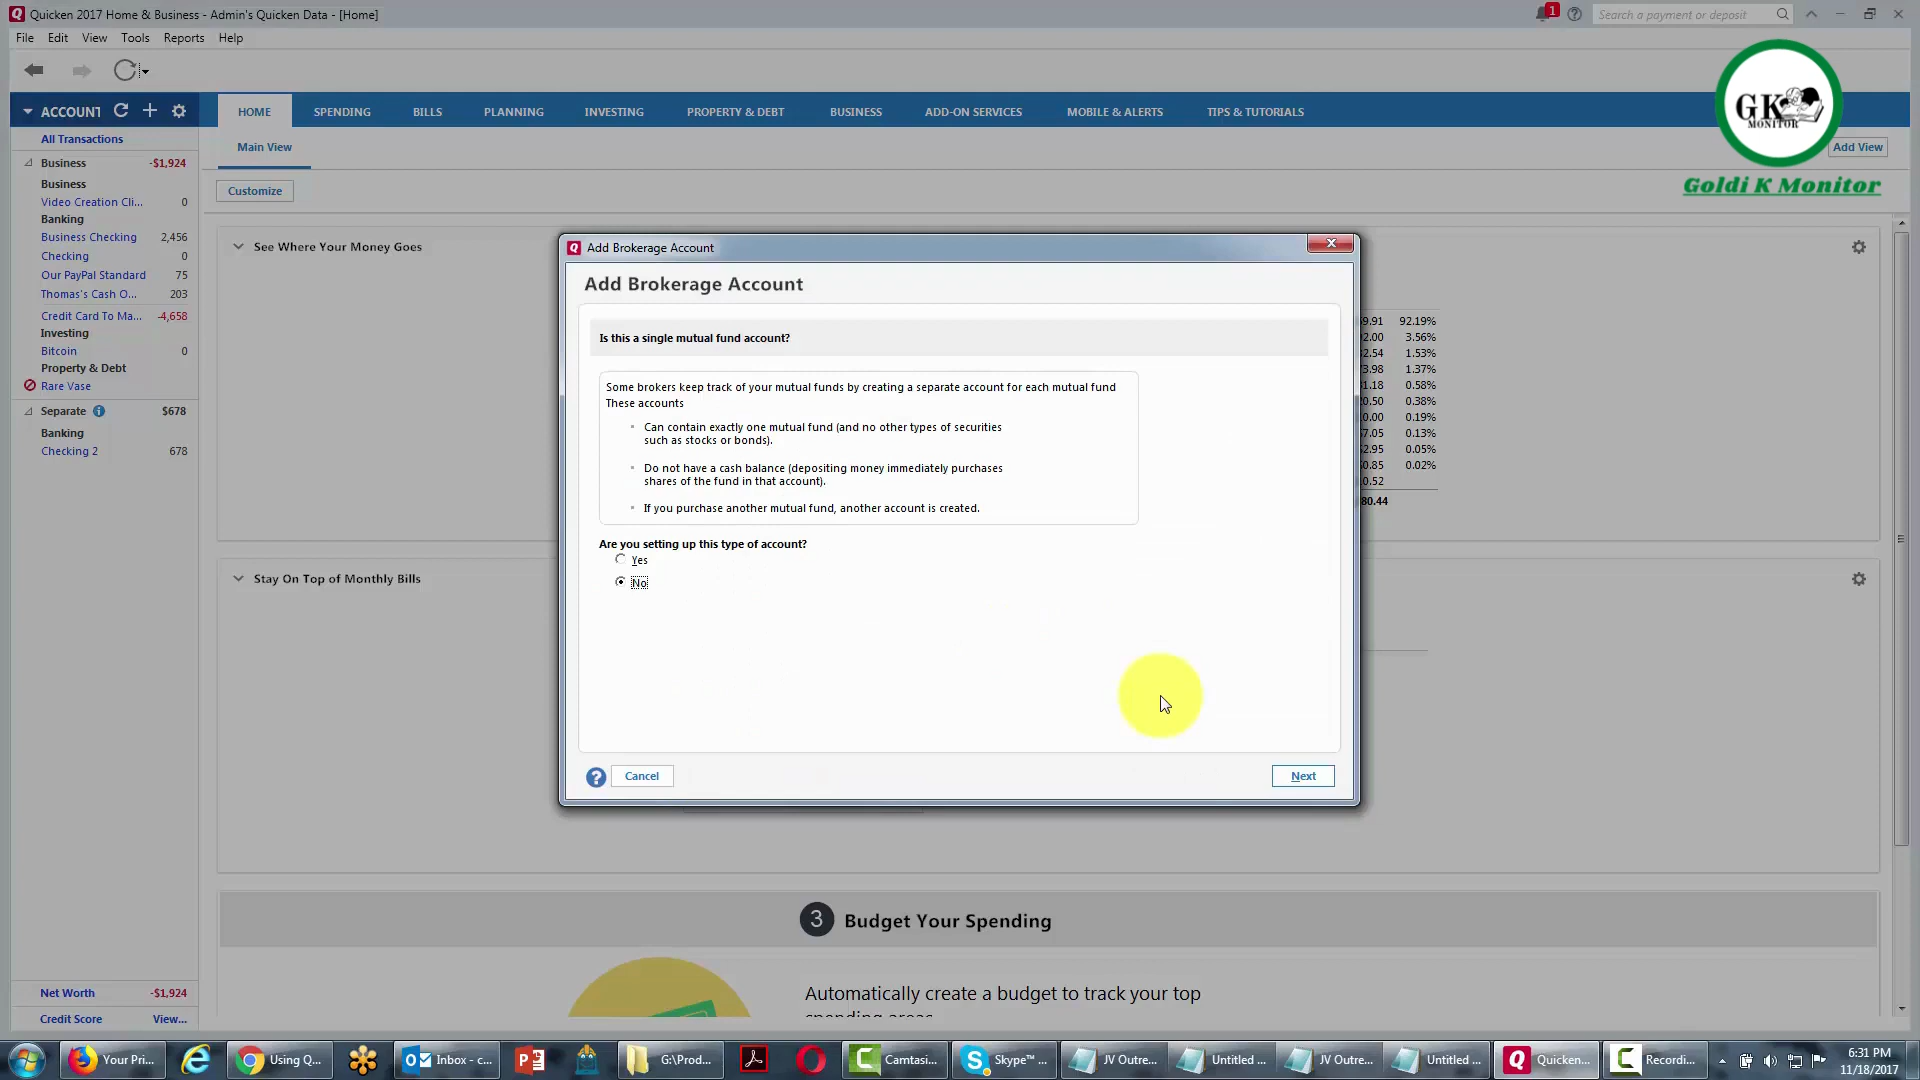 Quicken 2017 Home & Business - Admin's Quicken Data - [Home]
1
Search a payment or deposit
File Edit View Tools Reports Help
GK
MONITOR
Goldi K Monitor
ACCOUNT
HOME SPENDING BILLS PLANNING INVESTING PROPERTY & DEBT BUSINESS ADD-ON SERVICES MOBILE & ALERTS TIPS & TUTORIALS
All Transactions
Main View
Add View
Customize
Business -$1,924
Business
Video Creation Cli... 0
Banking
Business Checking 2,456
Checking 0
Our PayPal Standard 75
Thomas's Cash O... 203
Credit Card To Ma... -4,658
Investing
Bitcoin 0
Property & Debt
Rare Vase
Separate $678
Banking
Checking 2 678
Net Worth -$1,924
Credit Score View...
See Where Your Money Goes
Add Brokerage Account
Add Brokerage Account
Is this a single mutual fund account?
Some brokers keep track of your mutual funds by creating a separate account for each mutual fund
These accounts
Can contain exactly one mutual fund (and no other types of securities
such as stocks or bonds).
Do not have a cash balance (depositing money immediately purchases
shares of the fund in that account).
If you purchase another mutual fund, another account is created.
Are you setting up this type of account?
Yes
No
? Cancel Next
92.19%
3.56%
1.53%
1.37%
0.58%
0.38%
0.19%
0.13%
0.05%
0.02%
80.44
Stay On Top of Monthly Bills
3 Budget Your Spending
Automatically create a budget to track your top
Your Pri... Using Q... Inbox - c... G:\Prod... Camtasi... Skype™ ... JV Outre... Untitled ... JV Outre... Untitled ... Quicken... Recordi...
6:31 PM
11/18/2017